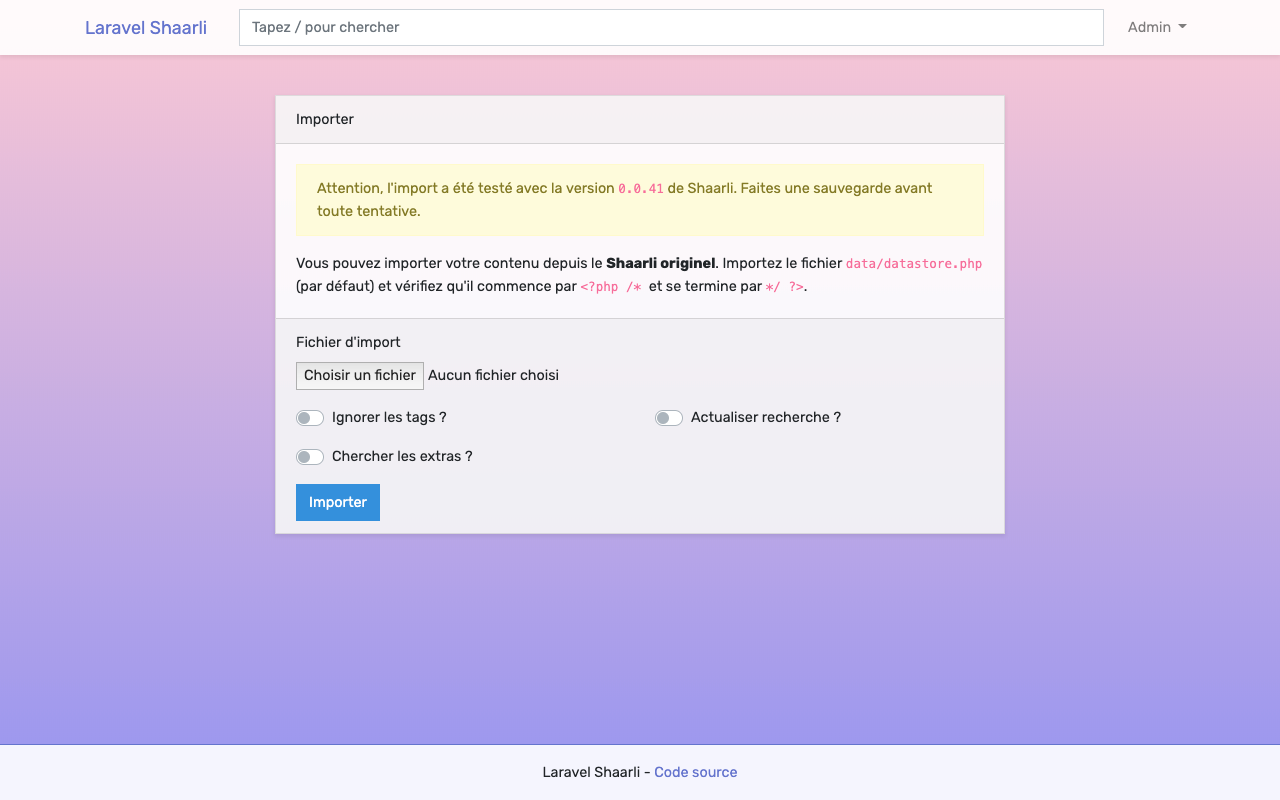 Laravel Shaarli
Tapez / pour chercher
Admin
Importer
Attention, l'import a été testé avec la version 0.0.41 de Shaarli. Faites une sauvegarde avant
toute tentative.
Vous pouvez importer votre contenu depuis le Shaarli originel. Importez le fichier data/datastore.php
(par défaut) et vérifiez qu'il commence par <?php /* et se termine par */ ?>.
Fichier d'import
Choisir un fichier Aucun fichier choisi
Ignorer les tags ?
Actualiser recherche ?
Chercher les extras ?
Importer
Laravel Shaarli - Code source